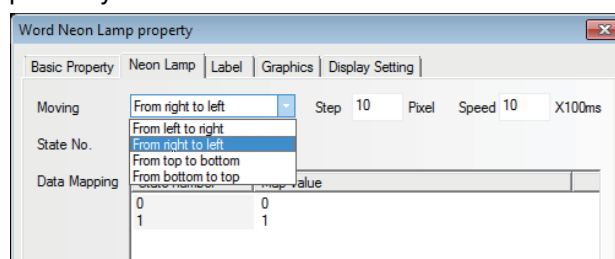 Word Neon Lamp property
Basic Property Neon Lamp Label Graphics Display Setting
Moving From right to left Step 10 Pixel Speed 10 X100ms
From left to right
State No. From right to left
From top to bottom
Data Mapping From bottom to top
State number Map Value
0 0
1 1